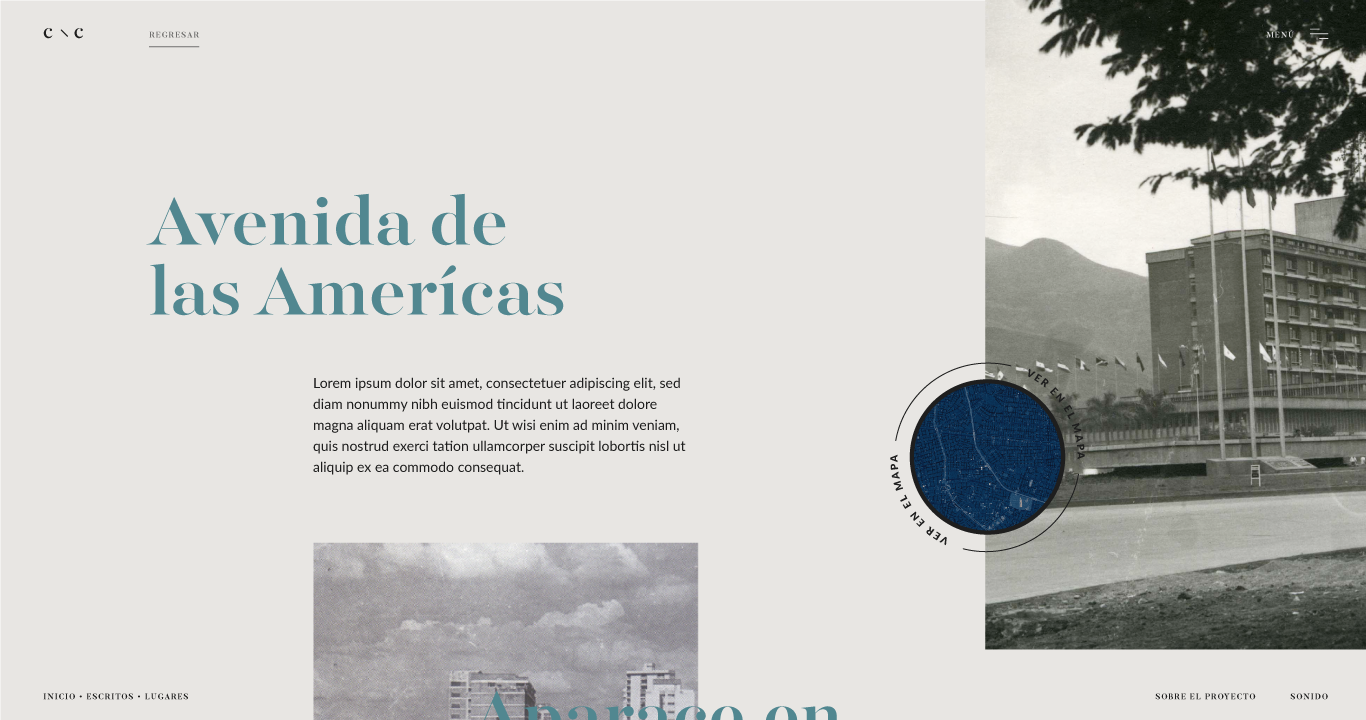 C \ C
REGRESAR
MENÚ
Avenida de
las Amerícas
Lorem ipsum dolor sit amet, consectetuer adipiscing elit, sed
diam nonummy nibh euismod tincidunt ut laoreet dolore
magna aliquam erat volutpat. Ut wisi enim ad minim veniam,
quis nostrud exerci tation ullamcorper suscipit lobortis nisl ut
aliquip ex ea commodo consequat.
VER EN EL MAPA
VER EN EL MAPA
INICIO • ESCRITOS • LUGARES
Aparace en
SOBRE EL PROYECTO
SONIDO